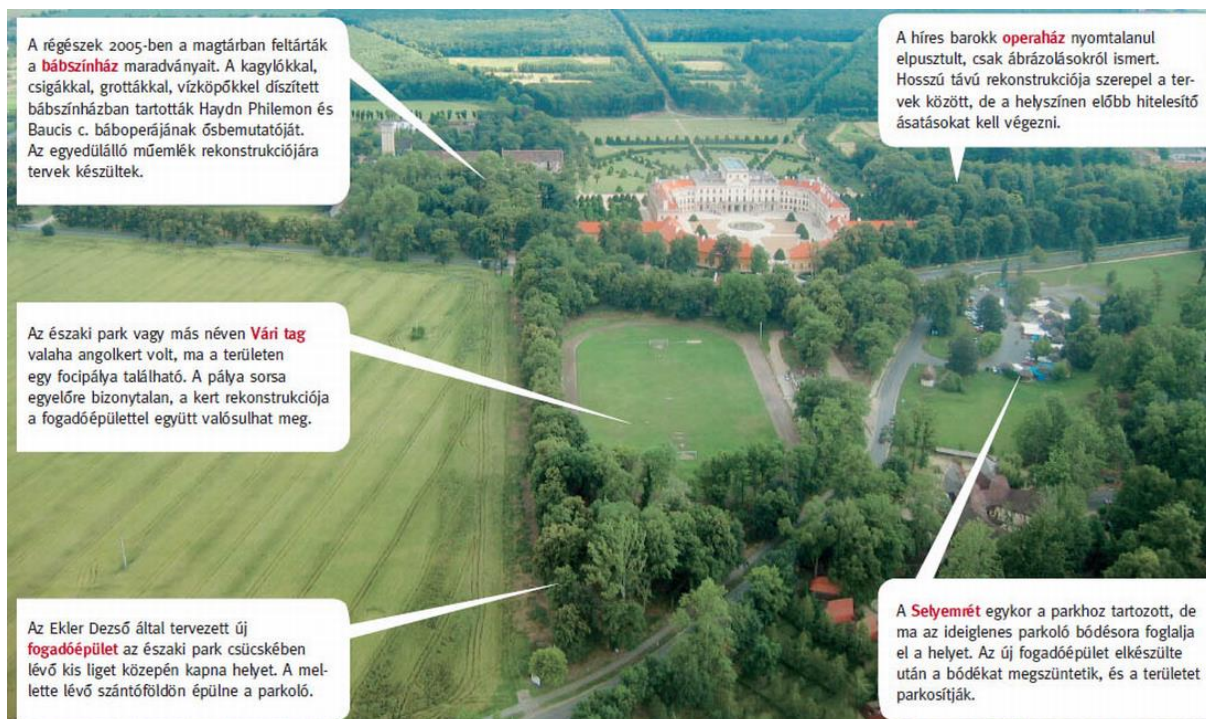 A régészek 2005-ben a magtárban feltárták
a bábszínház maradványait. A kagylókkal,
csigákkal, grottákkal, vízköpőkkel díszített
bábszínházban tartották Haydn Philemon és
Baucis c. báboperájának ősbemutatóját.
Az egyedülálló műemlék rekonstrukciójára
tervek készültek.
A híres barokk operaház nyomtalanul
elpusztult, csak ábrázolásokról ismert.
Hosszú távú rekonstrukciója szerepel a ter-
vek között, de a helyszínen előbb hitelesítő
ásatásokat kell végezni.
Az északi park vagy más néven Vári tag
valaha angolkert volt, ma a területen
egy focipálya található. A pálya sorsa
egyelőre bizonytalan, a kert rekonstrukciója
a fogadóépülettel együtt valósulhat meg.
Az Ekler Dezső által tervezett új
fogadóépület az északi park csücskében
lévő kis liget közepén kapna helyet. A mel-
lette lévő szántóföldön épülne a parkoló.
A Selyemrét egykor a parkhoz tartozott, de
ma az ideiglenes parkoló bódésora foglalja
el a helyet. Az új fogadóépület elkészülte
után a bódékat megszüntetik, és a területet
parkosítják.